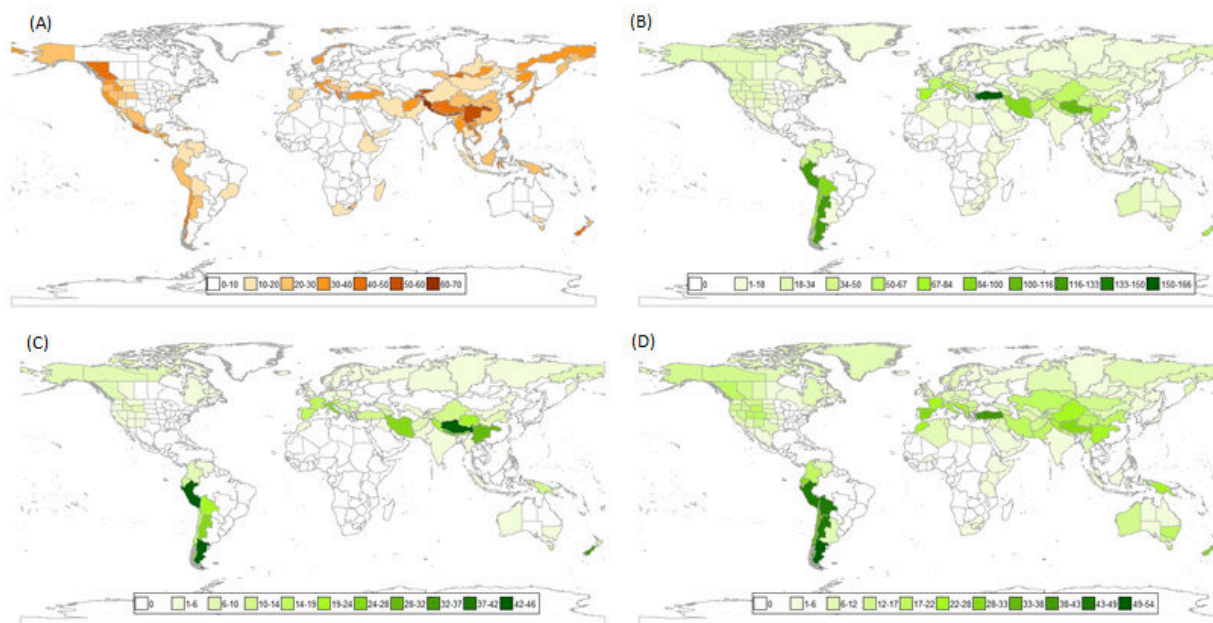 (A)
(B)
0-10 10-20 20-30 30-40 40-50 50-60 60-70
0 1-18 18-34 34-50 50-67 67-84 84-100 100-116 116-133 133-150 150-166
(C)
(D)
0 1-6 6-10 10-14 14-19 19-24 24-28 28-32 32-37 37-42 42-46
0 1-6 6-12 12-17 17-22 22-28 28-33 33-38 38-43 43-49 49-54